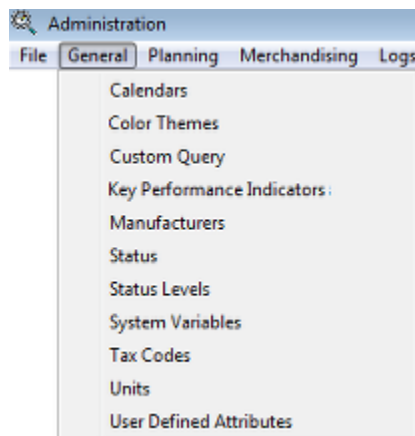 Administration
File General Planning Merchandising Logs
Calendars
Color Themes
Custom Query
Key Performance Indicators
Manufacturers
Status
Status Levels
System Variables
Tax Codes
Units
User Defined Attributes